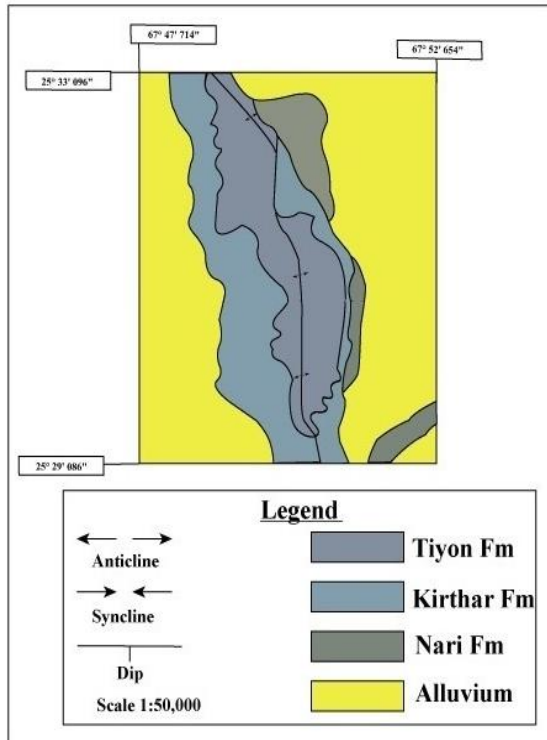 67° 47' 714"
67° 52' 654"
25° 33' 096"
25° 29' 086"
Legend
Anticline
Syncline
Dip
Scale 1:50,000
Tiyon Fm
Kirthar Fm
Nari Fm
Alluvium